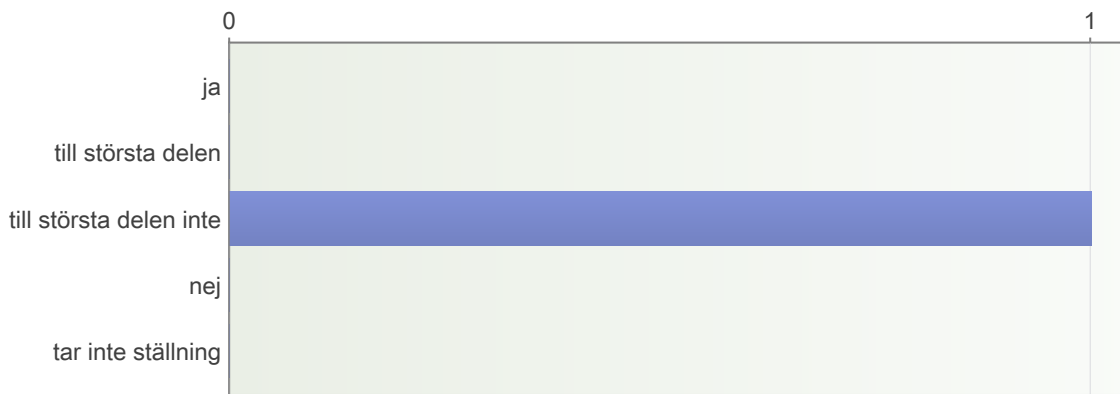 0 1
ja
till största delen
till största delen inte
nej
tar inte ställning